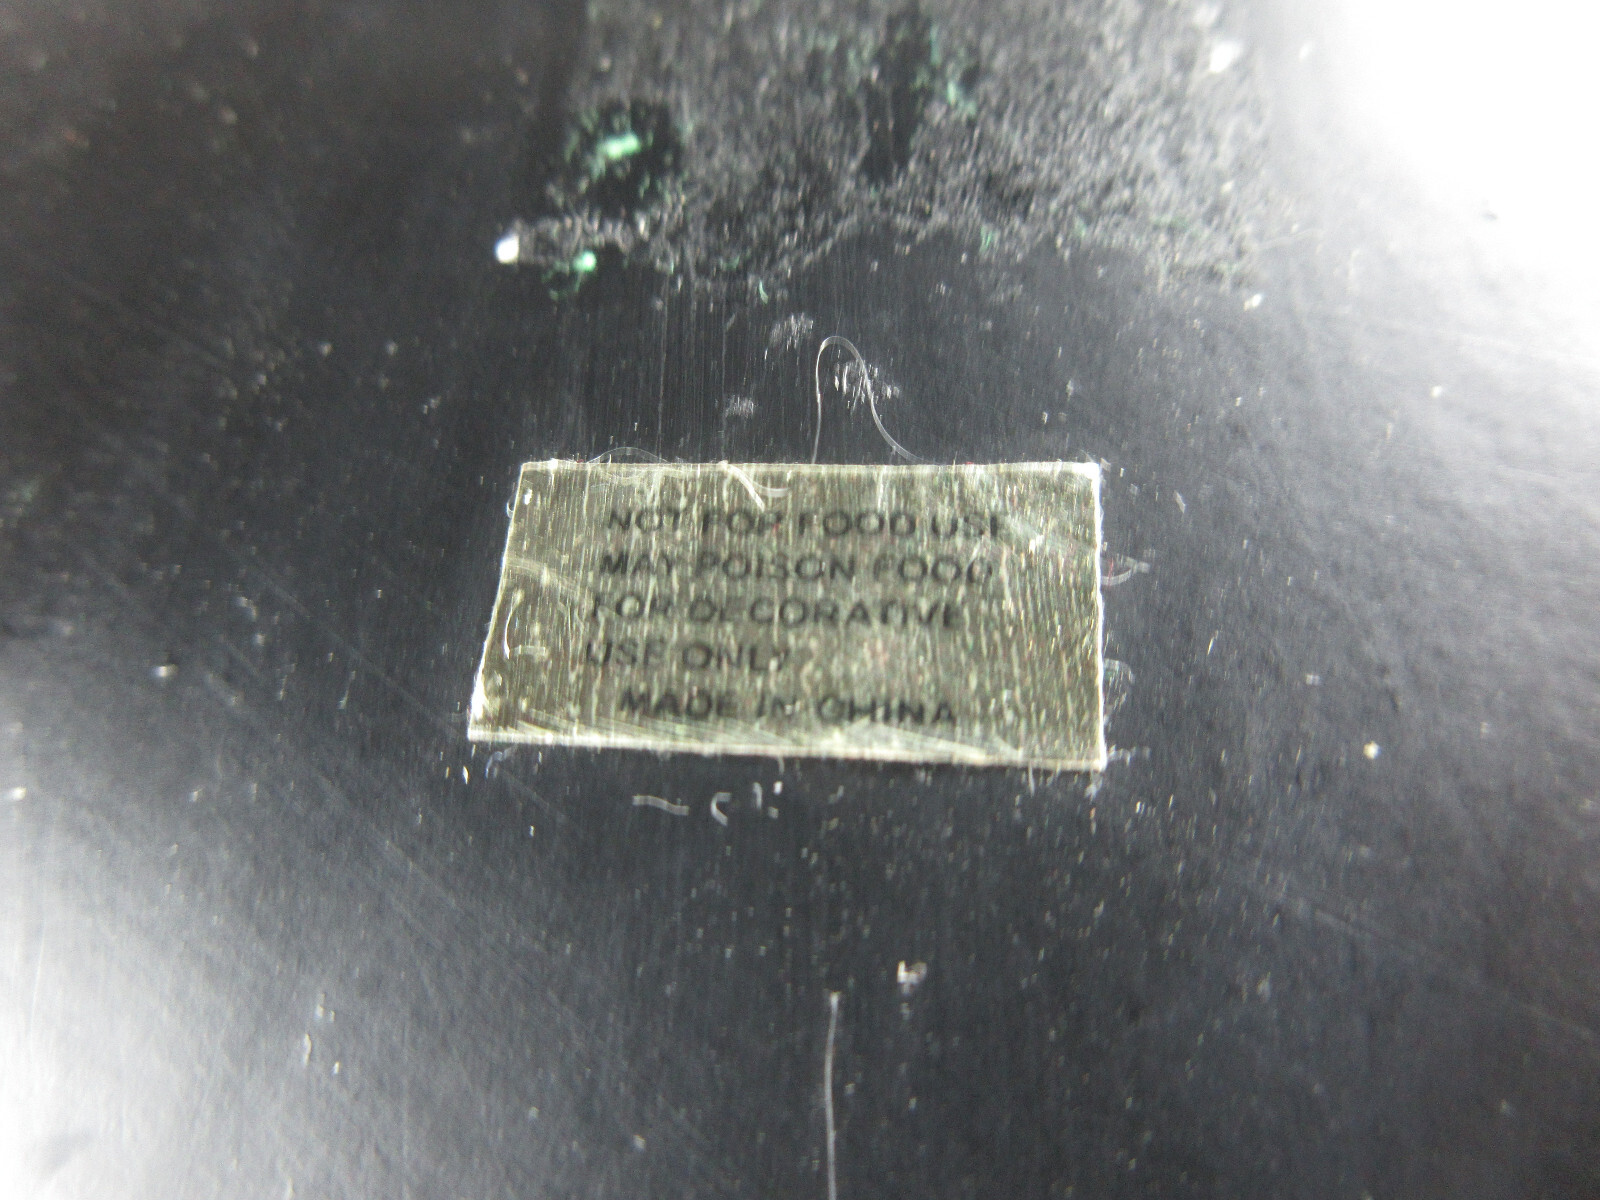 NOT FOR FOOD USE
MAY POISON FOOD
FOR DECORATIVE
USE ONLY
MADE IN CHINA